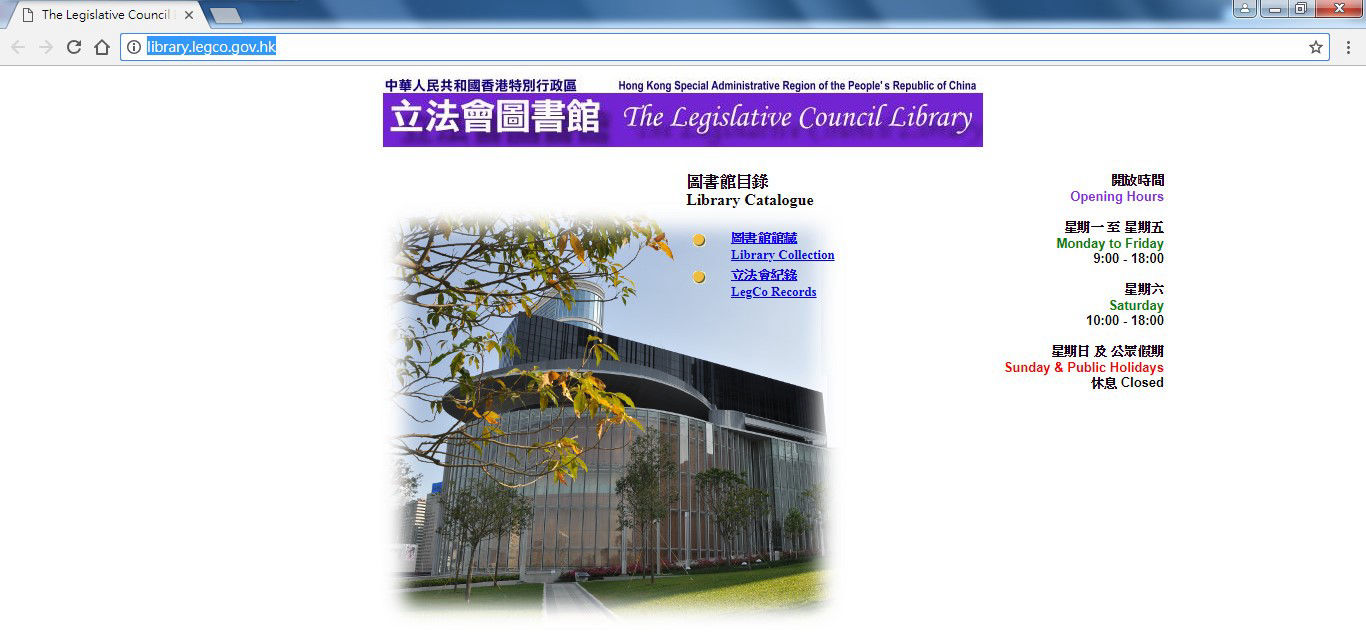 The Legislative Council
library.legco.gov.hk
中華人民共和國香港特別行政區
Hong Kong Special Administrative Region of the People's Republic of China
立法會圖書館
The Legislative Council Library
圖書館目錄
Library Catalogue
圖書館館藏
Library Collection
立法會紀錄
LegCo Records
開放時間
Opening Hours
星期一 至 星期五
Monday to Friday
9:00 - 18:00
星期六
Saturday
10:00 - 18:00
星期日 及 公眾假期
Sunday & Public Holidays
休息 Closed